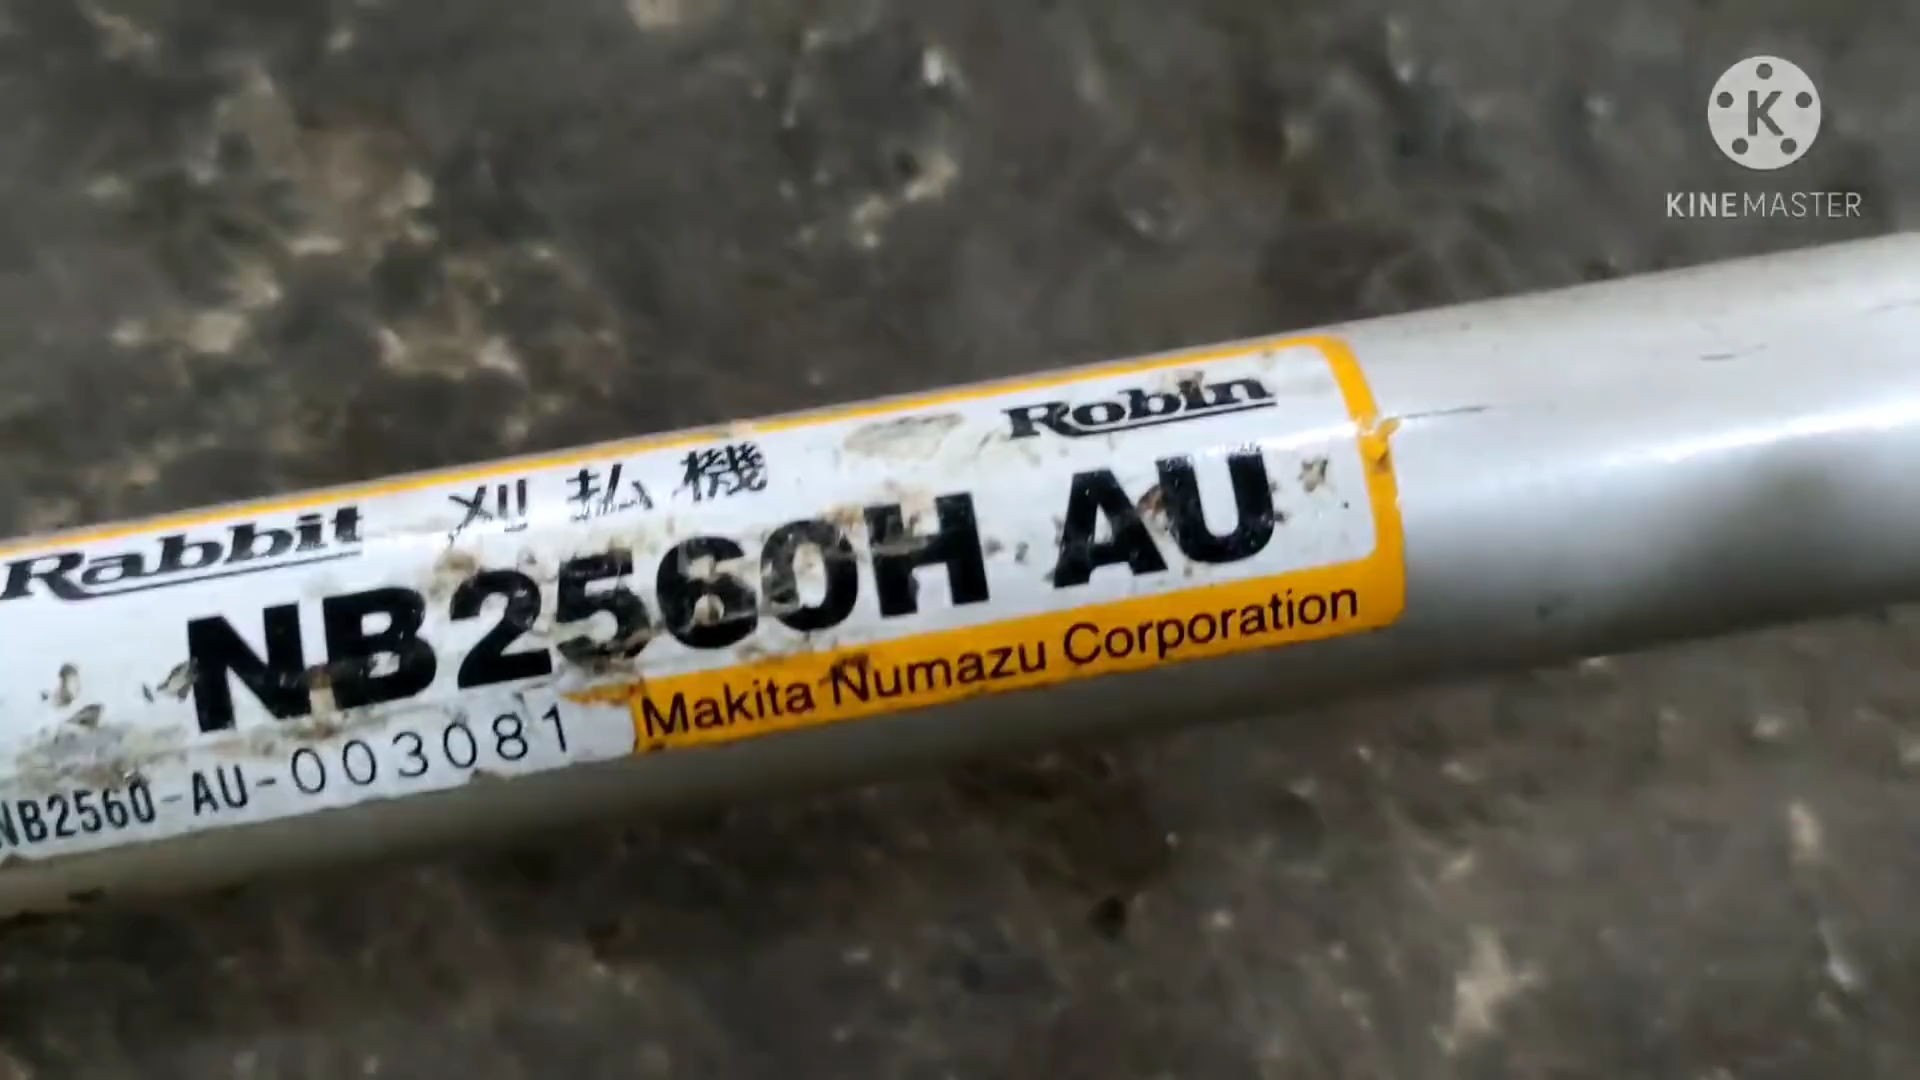 KINEMASTER
Rabbit 刈払機 Robin
NB2560H AU
NB2560-AU-003081
Makita Numazu Corporation